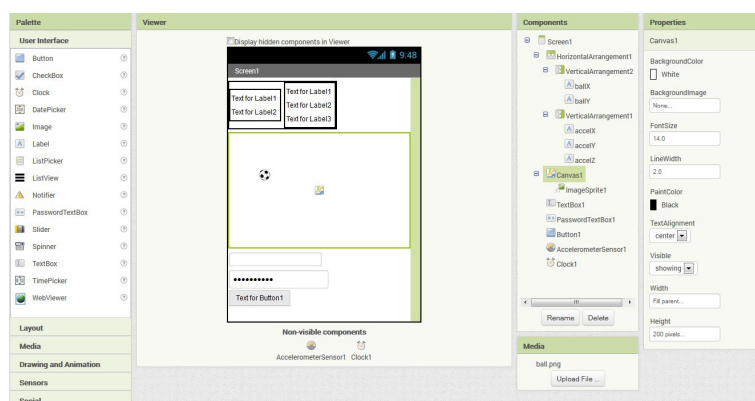 Palette
User Interface
Button
CheckBox
Clock
DatePicker
Image
Label
ListPicker
ListView
Notifier
PasswordTextBox
Slider
Spinner
TextBox
TimePicker
WebViewer
Layout
Media
Drawing and Animation
Sensors
Social
Viewer
Display hidden components in Viewer
9:48
Screen1
Text for Label1
Text for Label2
Text for Label1
Text for Label2
Text for Label3
••••••••••
Text for Button1
Non-visible components
AccelerometerSensor1 Clock1
Components
Screen1
HorizontalArrangement1
VerticalArrangement2
ballX
ballY
VerticalArrangement1
accelX
accelY
accelZ
Canvas1
ImageSprite1
TextBox1
PasswordTextBox1
Button1
AccelerometerSensor1
Clock1
Rename Delete
Media
ball.png
Upload File ...
Properties
Canvas1
BackgroundColor
White
BackgroundImage
None...
FontSize
14.0
LineWidth
2.0
PaintColor
Black
TextAlignment
center
Visible
showing
Width
Fill parent...
Height
200 pixels...